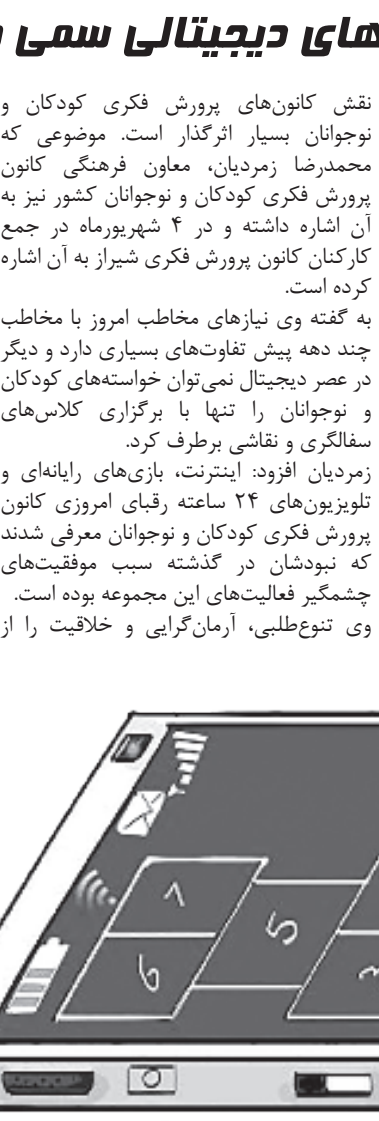 های دیجیتالی سمی
نقش کانون‌های پرورش فکری کودکان و
نوجوانان بسیار اثرگذار است. موضوعی که
محمدرضا زمردیان، معاون فرهنگی کانون
پرورش فکری کودکان و نوجوانان کشور نیز به
آن اشاره داشته و در ۴ شهریورماه در جمع
کارکنان کانون پرورش فکری شیراز به آن اشاره
کرده است.
به گفته وی نیازهای مخاطب امروز با مخاطب
چند دهه پیش تفاوت‌های بسیاری دارد و دیگر
در عصر دیجیتال نمی‌توان خواسته‌های کودکان
و نوجوانان را تنها با برگزاری کلاس‌های
سفالگری و نقاشی برطرف کرد.
زمردیان افزود: اینترنت، بازی‌های رایانه‌ای و
تلویزیون‌های ۲۴ ساعته رقبای امروزی کانون
پرورش فکری کودکان و نوجوانان معرفی شدند
که نبودشان در گذشته سبب موفقیت‌های
چشمگیر فعالیت‌های این مجموعه بوده است.
وی تنوع‌طلبی، آرمان‌گرایی و خلاقیت را از
7
6
5
3